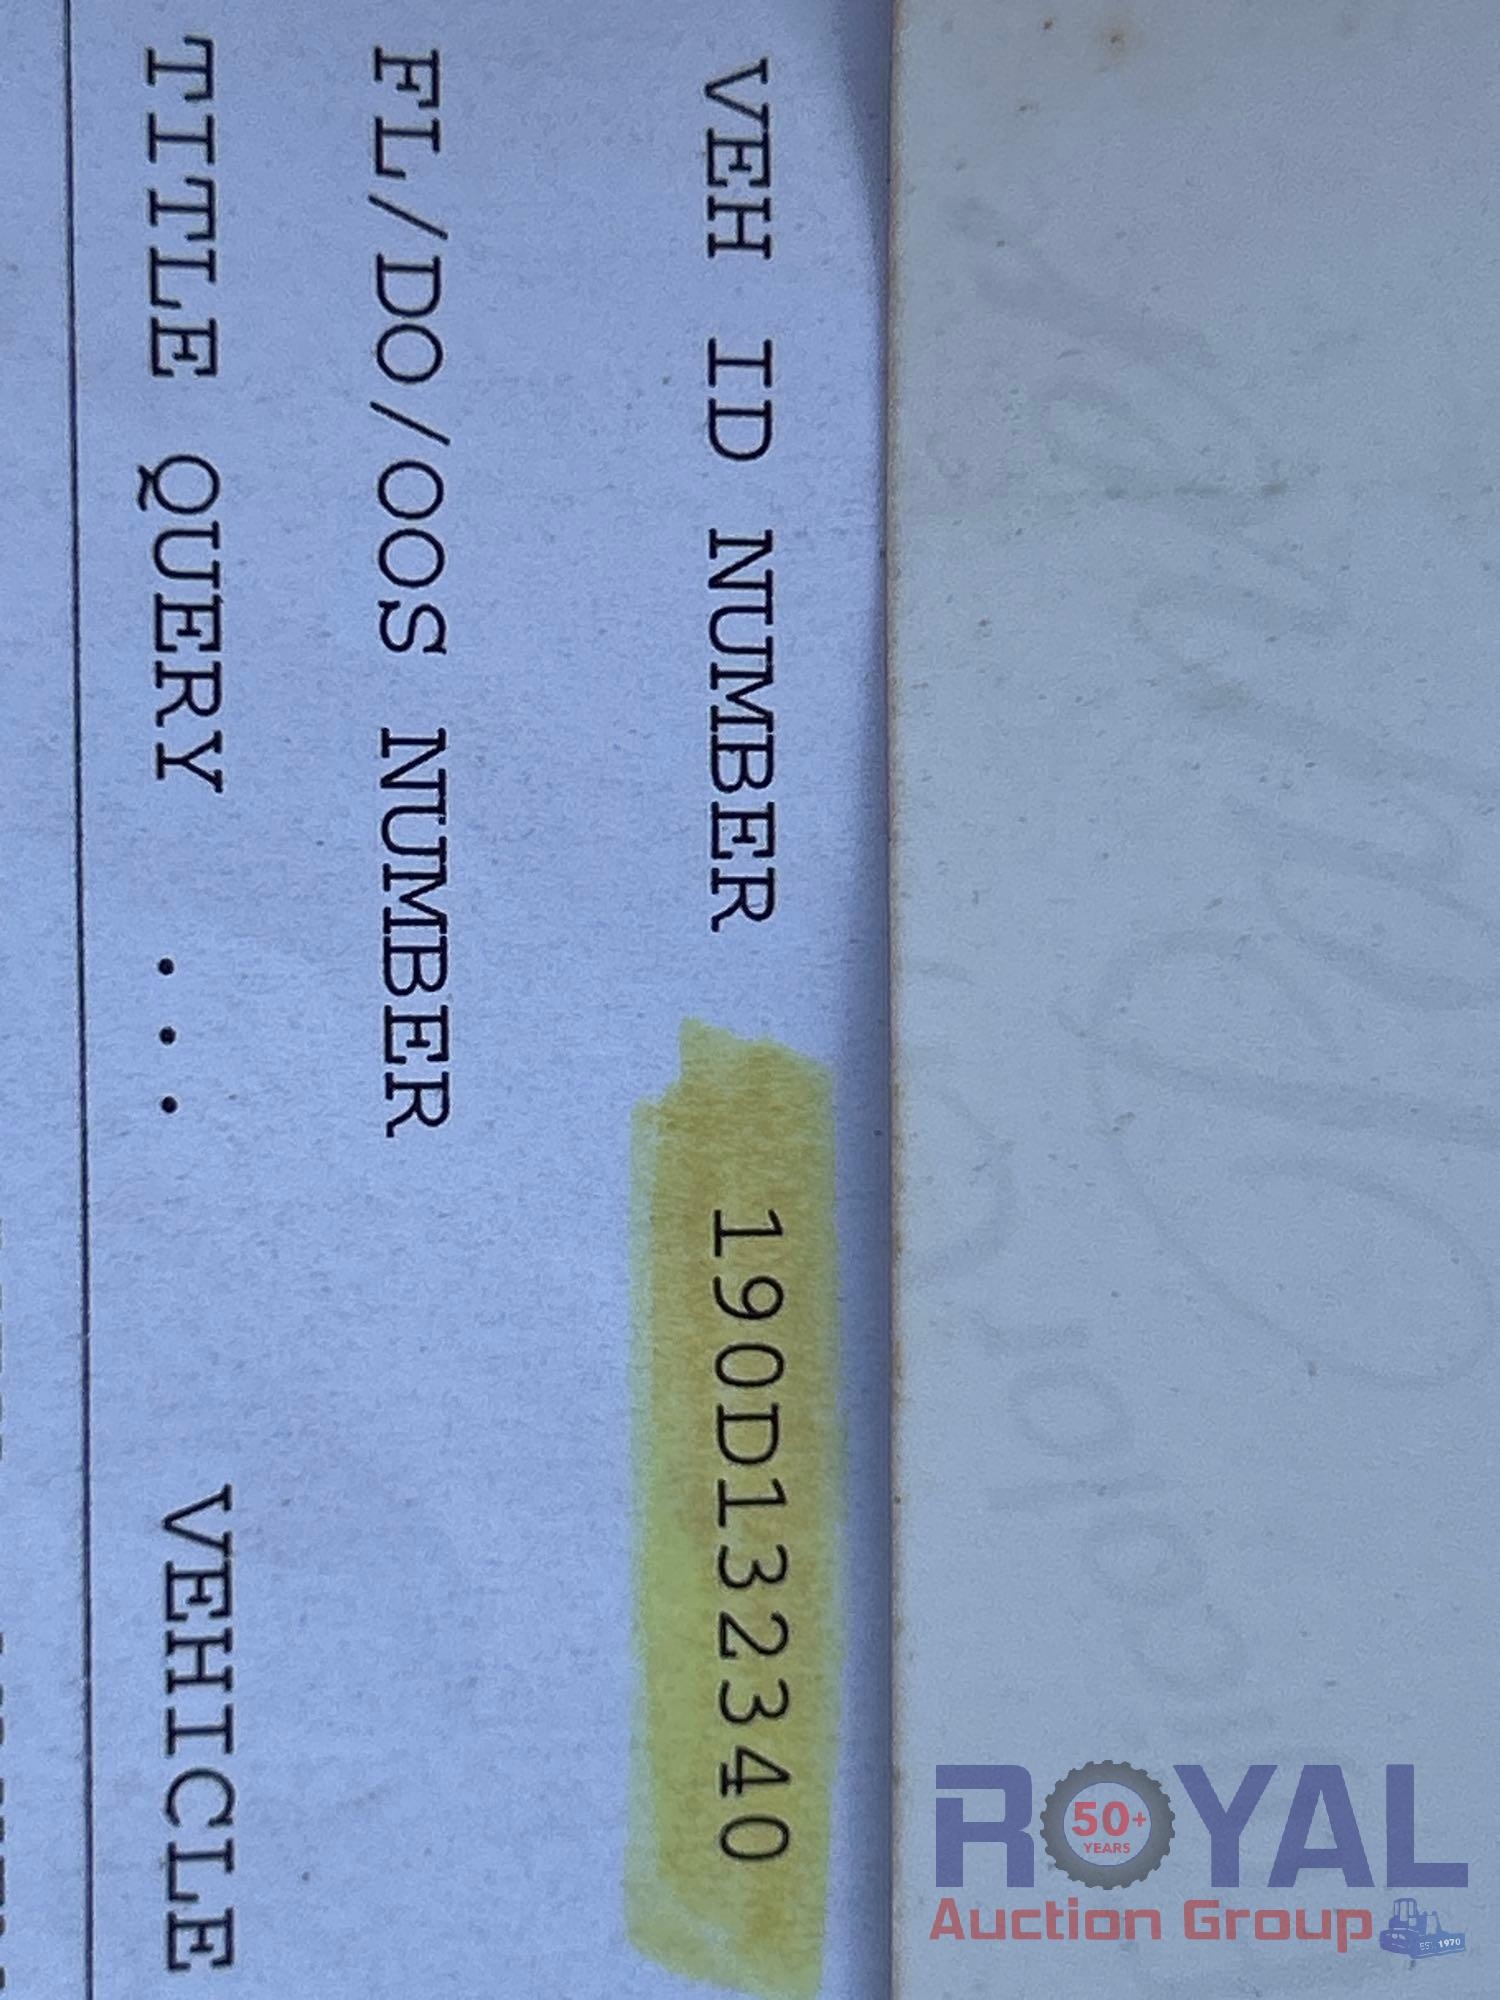 VEH ID NUMBER 190D132340
FL/DO/OOS NUMBER
TITLE QUERY ... VEHICLE
ROYAL
50+
YEARS
Auction Group
EST. 1970